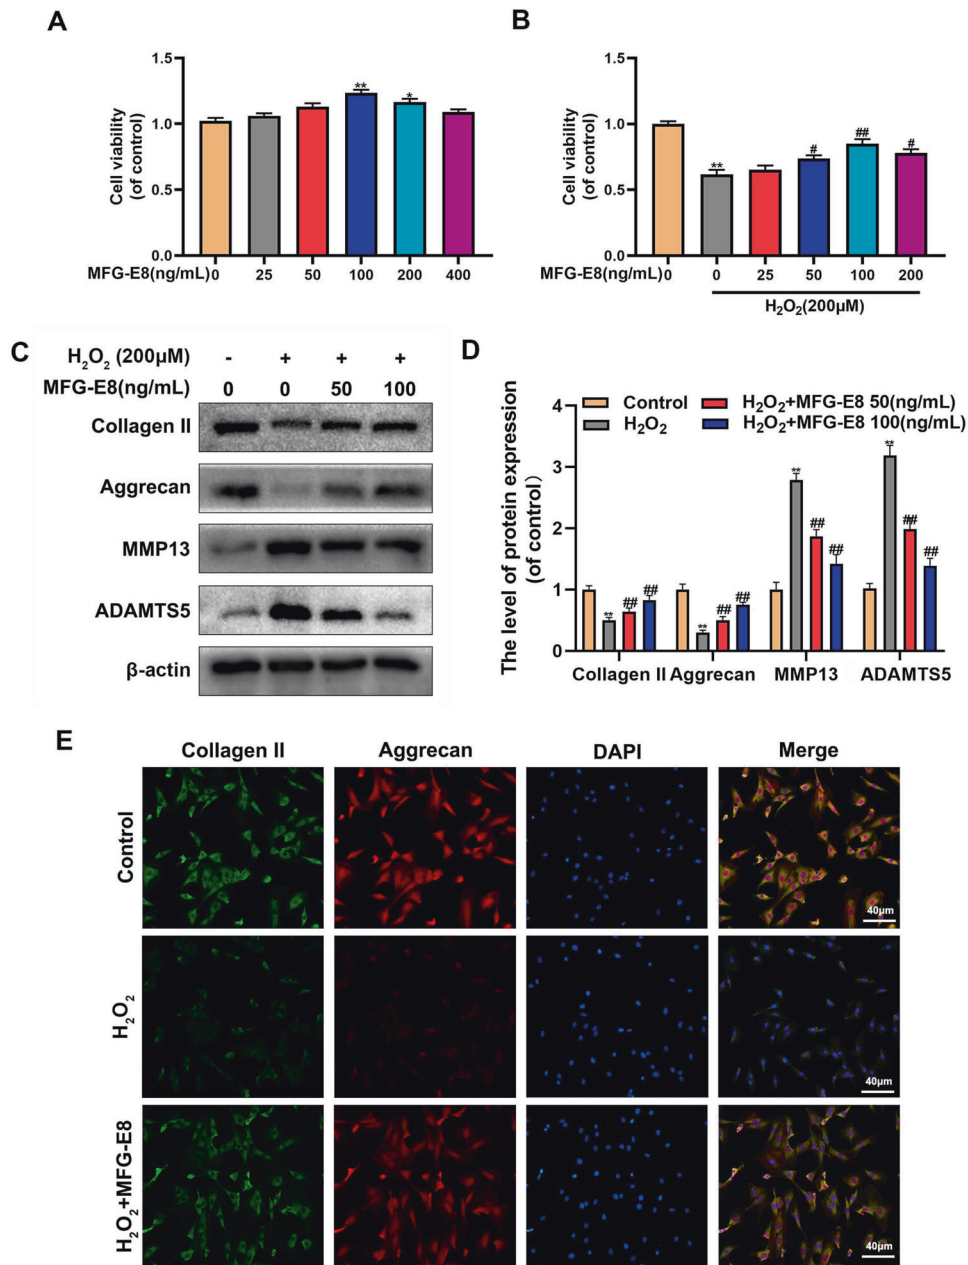 A
1.5
1.0
0.5
0.0
Cell viability
(of control)
**
*
MFG-E8(ng/mL) 0 25 50 100 200 400
B
1.5
1.0
0.5
0.0
Cell viability
(of control)
**
#
##
#
MFG-E8(ng/mL) 0 0 25 50 100 200
H₂O₂(200μM)
C
H₂O₂ (200μM) - + + +
MFG-E8(ng/mL) 0 0 50 100
Collagen II
Aggrecan
MMP13
ADAMTS5
β-actin
D
Control
H₂O₂
H₂O₂+MFG-E8 50(ng/mL)
H₂O₂+MFG-E8 100(ng/mL)
The level of protein expression
(of control)
4
3
2
1
0
** ## ##
** ## ##
** ## ##
** ## ##
Collagen II Aggrecan MMP13 ADAMTS5
E
Collagen II Aggrecan DAPI Merge
Control
40μm
H₂O₂
40μm
H₂O₂+MFG-E8
40μm